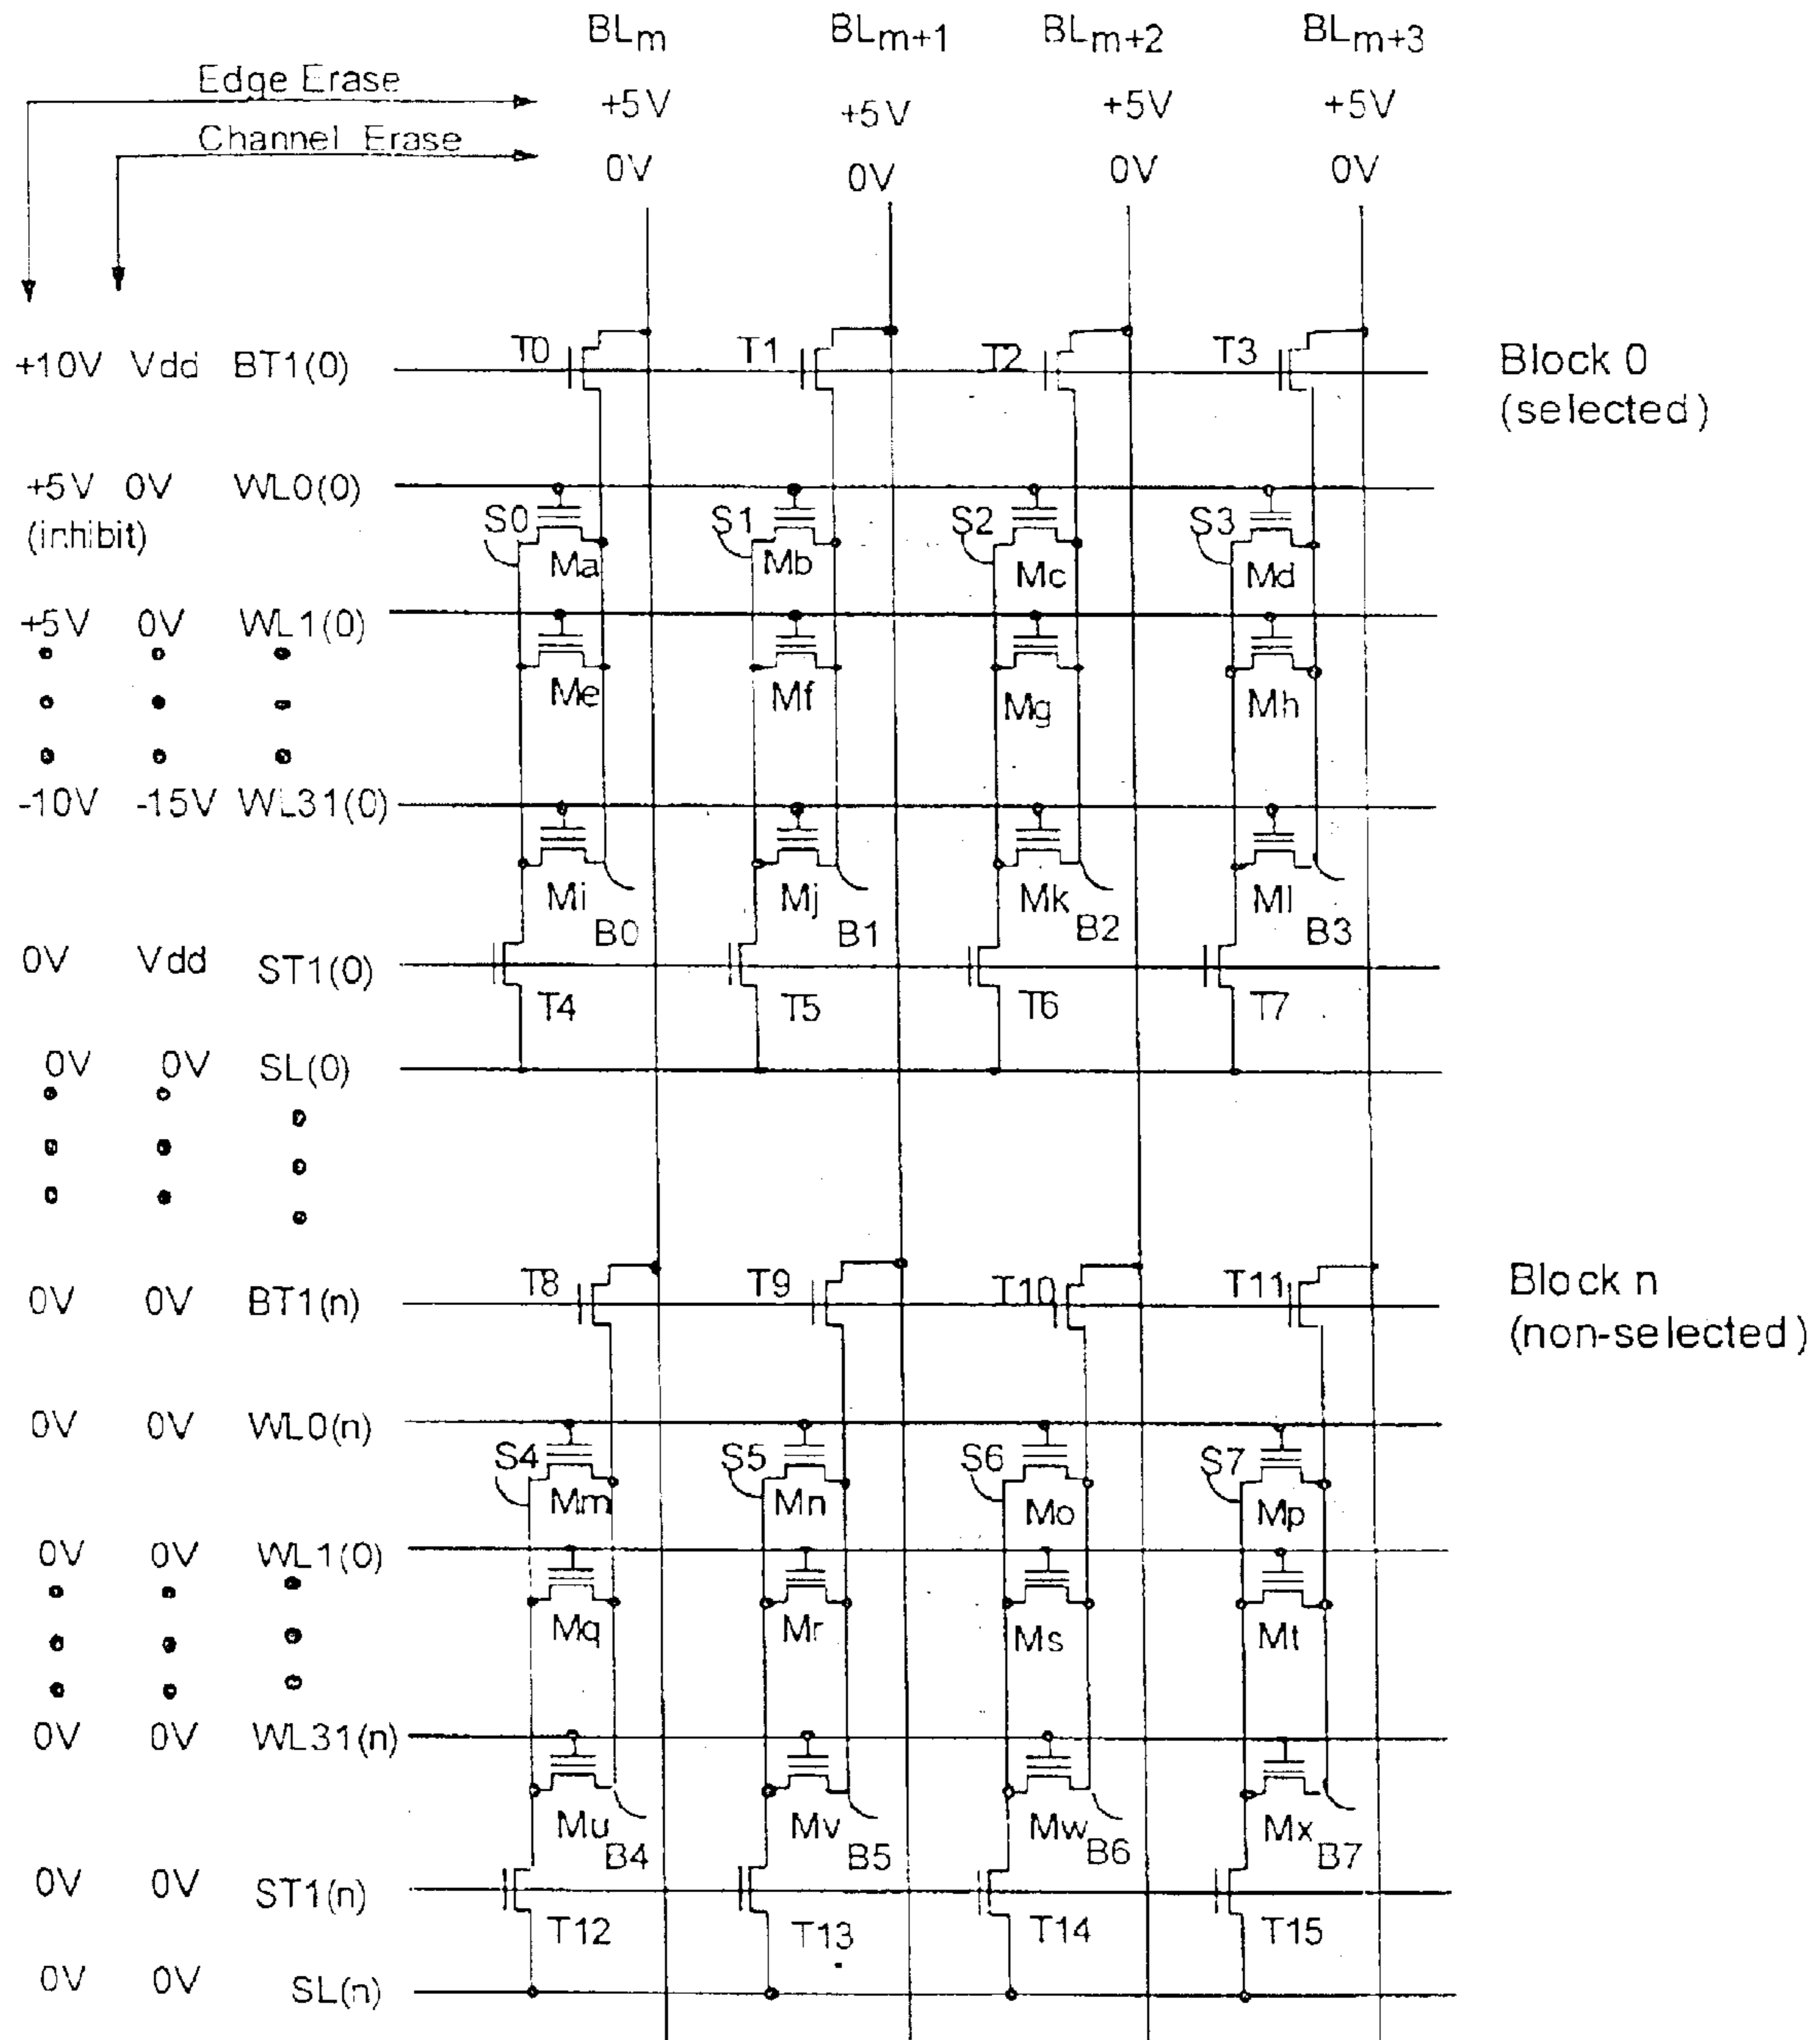 BLm BLm+1 BLm+2 BLm+3
Edge Erase +5V +5V +5V +5V
Channel Erase 0V 0V 0V 0V
+10V Vdd BT1(0) T0 T1 T2 T3 Block 0
(selected)
+5V 0V WL0(0)
(inhibit) S0 S1 S2 S3
Ma Mb Mc Md
+5V 0V WL1(0)
Me Mf Mg Mh
-10V -15V WL31(0)
Mi Mj Mk Ml
B0 B1 B2 B3
0V Vdd ST1(0)
T4 T5 T6 T7
0V 0V SL(0)
0V 0V BT1(n) T8 T9 T10 T11 Block n
(non-selected)
0V 0V WL0(n)
S4 S5 S6 S7
Mm Mn Mo Mp
0V 0V WL1(0)
Mq Mr Ms Mt
0V 0V WL31(n)
Mu Mv Mw Mx
B4 B5 B6 B7
0V 0V ST1(n)
T12 T13 T14 T15
0V 0V SL(n)